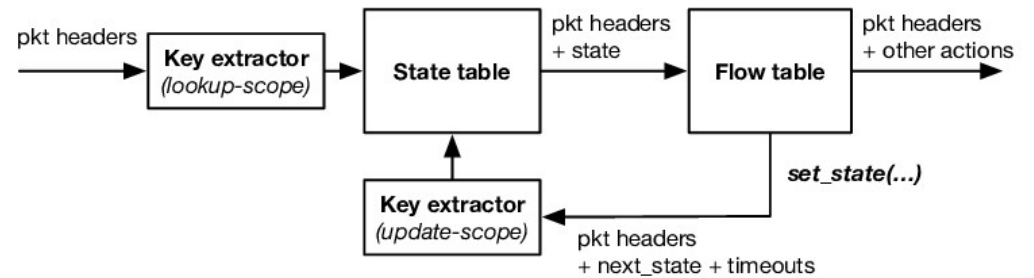 pkt headers
Key extractor
(lookup-scope)
State table
pkt headers
+ state
Flow table
pkt headers
+ other actions
set_state(...)
Key extractor
(update-scope)
pkt headers
+ next_state + timeouts